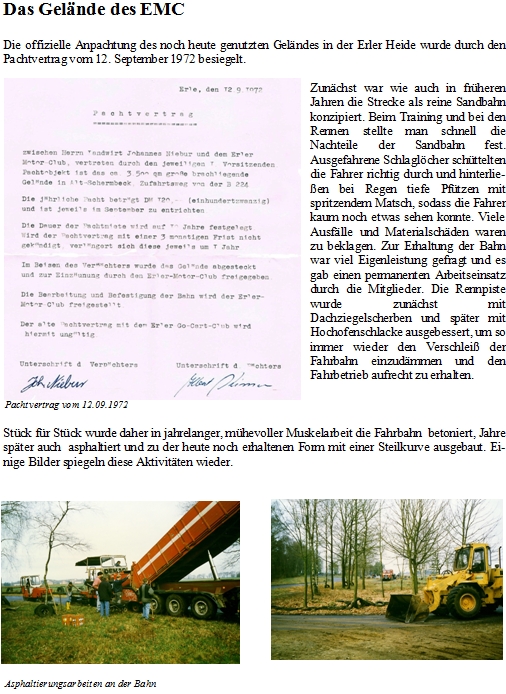 Das Gelände des EMC
Die offizielle Anpachtung des noch heute genutzten Geländes in der Erler Heide wurde durch den
Pachtvertrag vom 12. September 1972 besiegelt.
Erle, den 12.9.1972
Pachtvertrag
zwischen Herrn Landwirt Johannes Niebur und dem Erler
Motor-Club, vertreten durch den jeweiligen 1. Vorsitzenden
Pachtobjekt ist das ca. 3.500 qm große brachliegende
Gelände in Alt-Schermbeck. Zufahrtsweg von der B 224
Die jährliche Pacht beträgt DM 120,- (einhundertzwanzig)
und ist jeweils im September zu entrichten
Die Dauer der Pachtzeit wird auf Jahre festgelegt
Wird der Pachtvertrag mit einer 3 monatigen Frist nicht
gekündigt, verlängert sich diese jeweils um 1 Jahr
In Beisen des Vermächters wurde das Gelände abgesteckt
und zur Einzäunung durch den Erler-Motor-Club freigegeben.
Die Bearbeitung und Befestigung der Bahn wird der Erler-
Motor-Club freigestellt
Der alte Pachtvertrag mit dem Erler Go-Cart-Club wird
hiermit ungültig
Unterschrift d. Verpächters Unterschrift d. Pächters
Joh Niebur
Pachtvertrag vom 12.09.1972
Zunächst war wie auch in früheren
Jahren die Strecke als reine Sandbahn
konzipiert. Beim Training und bei den
Rennen stellte man schnell die
Nachteile der Sandbahn fest.
Ausgefahrene Schlaglöcher schüttelten
die Fahrer richtig durch und hinterlie-
ßen bei Regen tiefe Pfützen mit
spritzendem Matsch, sodass die Fahrer
kaum noch etwas sehen konnte. Viele
Ausfälle und Materialschäden waren
zu beklagen. Zur Erhaltung der Bahn
war viel Eigenleistung gefragt und es
gab einen permanenten Arbeitseinsatz
durch die Mitglieder. Die Rennpiste
wurde zunächst mit
Dachziegelscherben und später mit
Hochofenschlacke ausgebessert, um so
immer wieder den Verschleiß der
Fahrbahn einzudämmen und den
Fahrbetrieb aufrecht zu erhalten.
Stück für Stück wurde daher in jahrelanger, mühevoller Muskelarbeit die Fahrbahn betoniert, Jahre
später auch asphaltiert und zu der heute noch erhaltenen Form mit einer Steilkurve ausgebaut. Ei-
nige Bilder spiegeln diese Aktivitäten wieder.
Asphaltierungsarbeiten an der Bahn